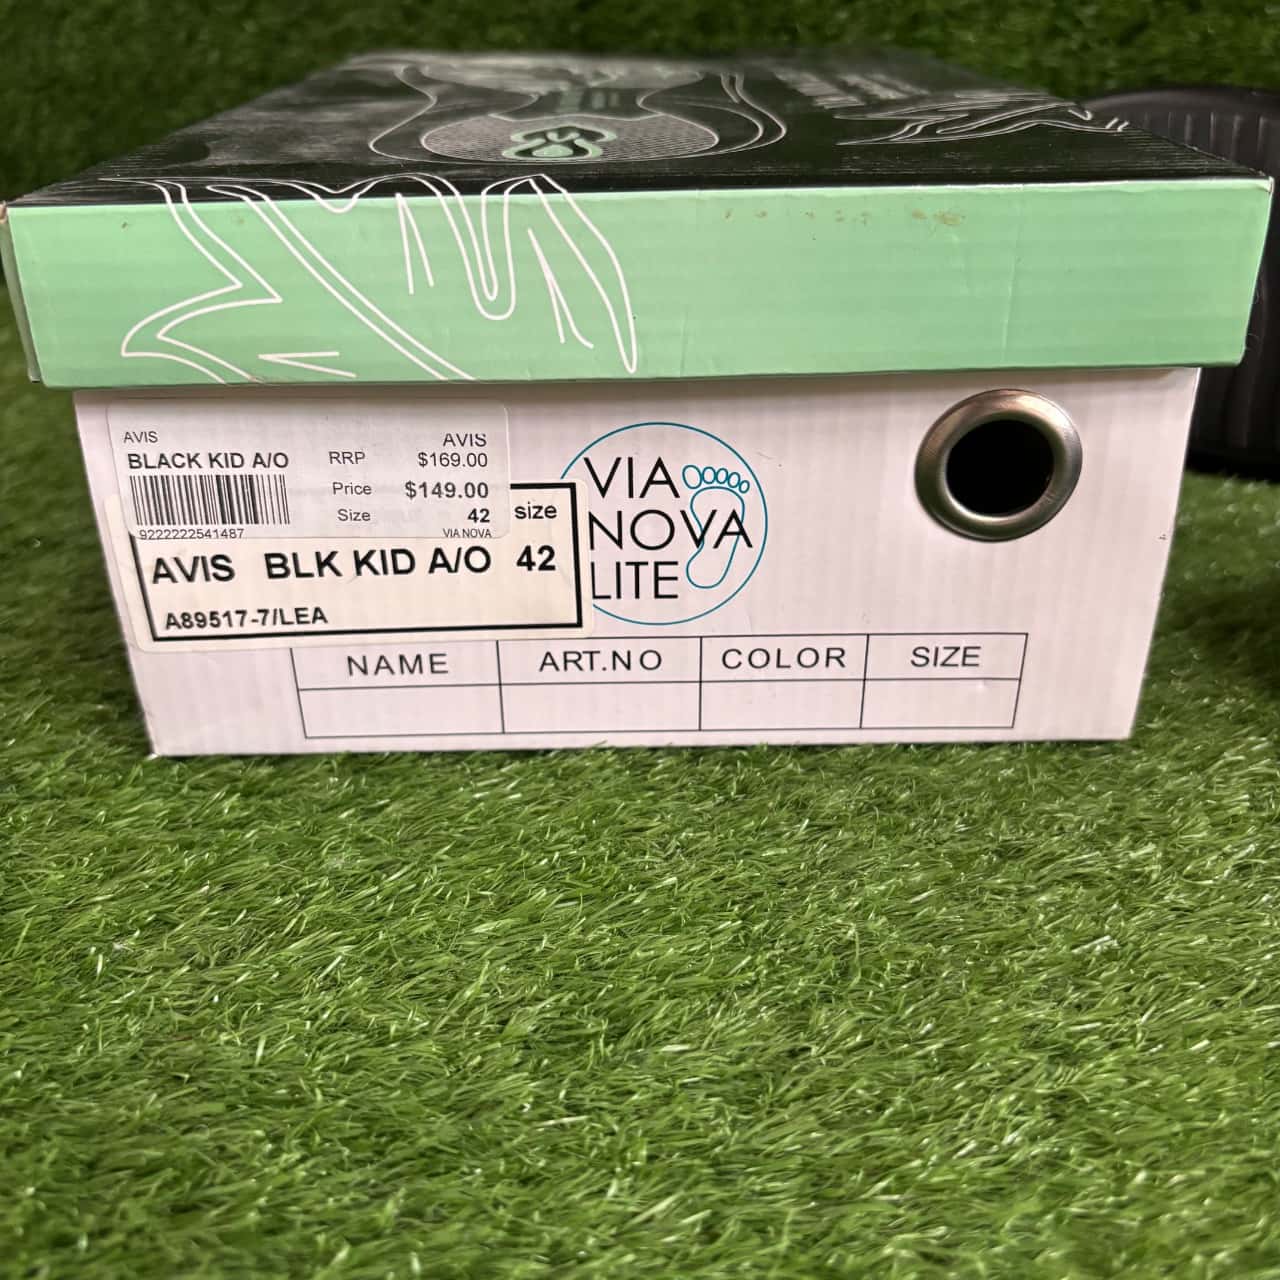 AVIS AVIS
BLACK KID A/O RRP $169.00
Price $149.00
Size 42
9222222541487 VIA NOVA
size
AVIS BLK KID A/O 42
A89517-7/LEA
VIA
NOVA
LITE
NAME ART.NO COLOR SIZE